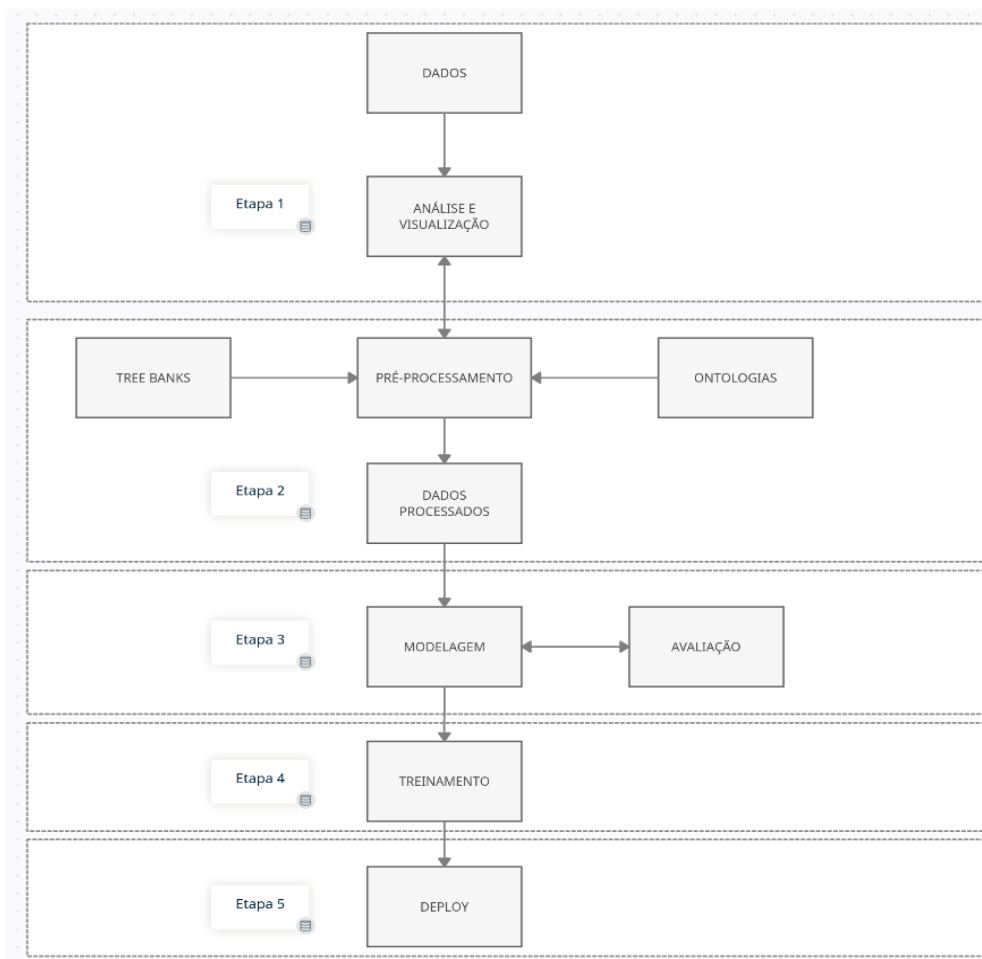 DADOS
Etapa 1
ANÁLISE E
VISUALIZAÇÃO
TREE BANKS
PRÉ-PROCESSAMENTO
ONTOLOGIAS
Etapa 2
DADOS
PROCESSADOS
Etapa 3
MODELAGEM
AVALIAÇÃO
Etapa 4
TREINAMENTO
Etapa 5
DEPLOY